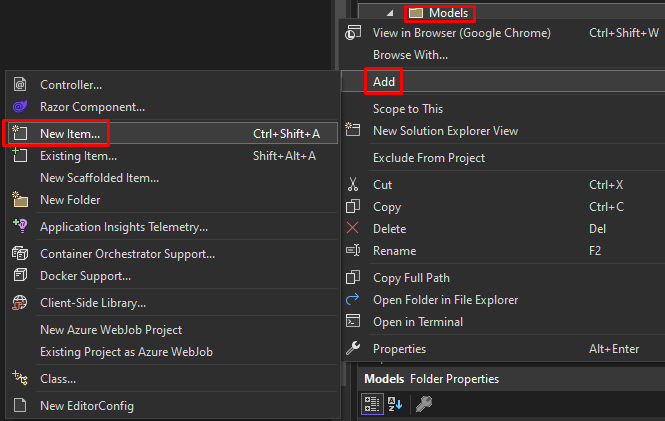 Models
View in Browser (Google Chrome) Ctrl+Shift+W
Browse With...
Add
Scope to This
New Solution Explorer View
Exclude From Project
Cut Ctrl+X
Copy Ctrl+C
Delete Del
Rename F2
Copy Full Path
Open Folder in File Explorer
Open in Terminal
Properties Alt+Enter
Controller...
Razor Component...
New Item... Ctrl+Shift+A
Existing Item... Shift+Alt+A
New Scaffolded Item...
New Folder
Application Insights Telemetry...
Container Orchestrator Support...
Docker Support...
Client-Side Library...
New Azure WebJob Project
Existing Project as Azure WebJob
Class...
New EditorConfig
Models Folder Properties